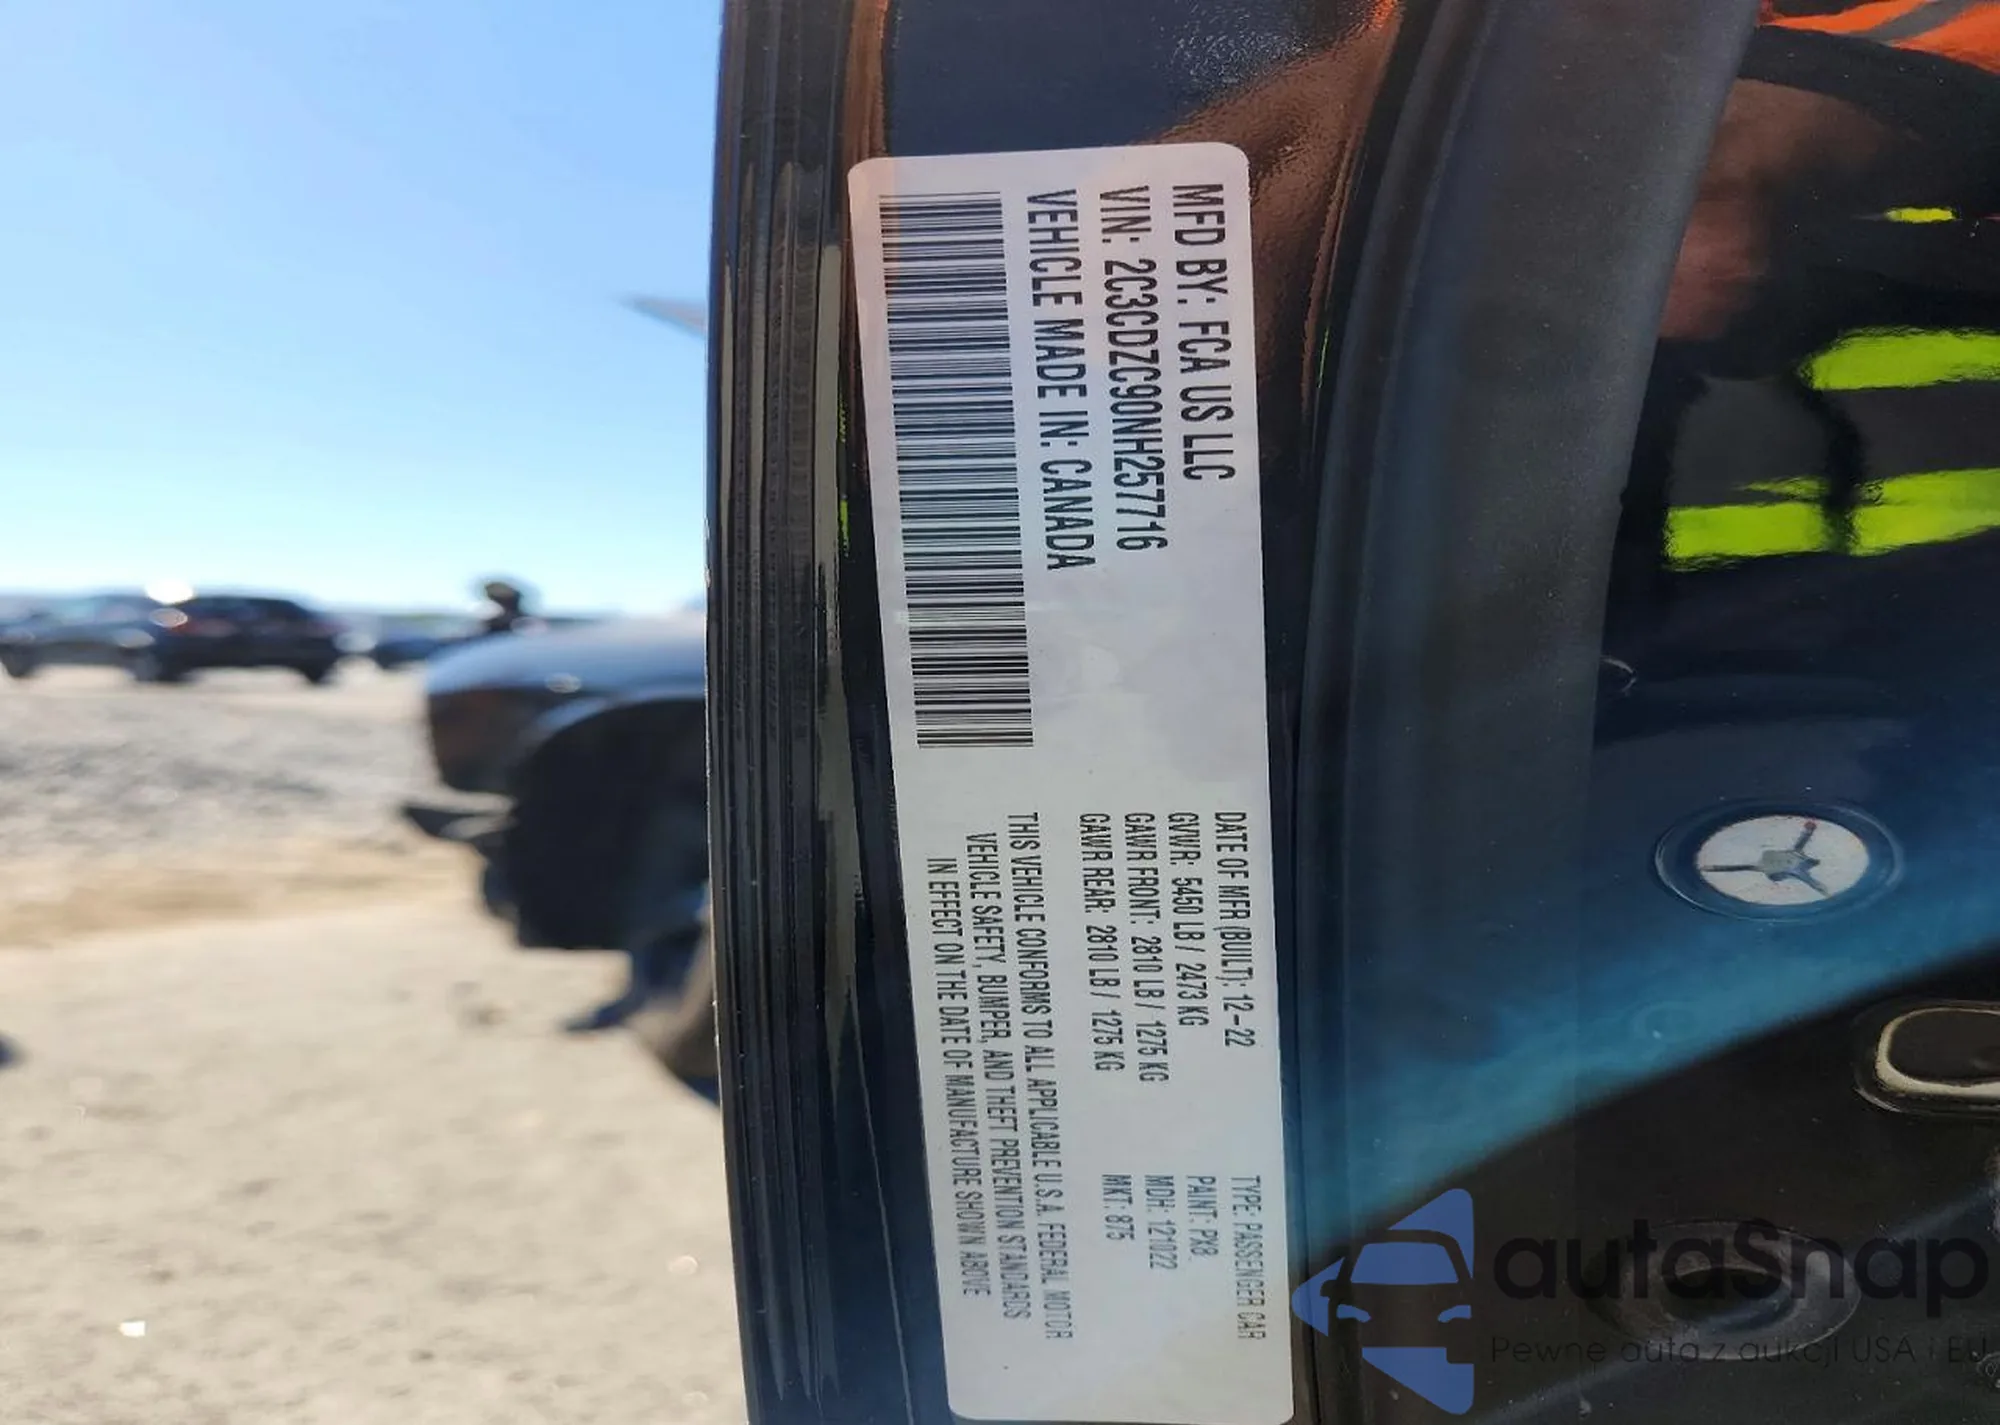 MFD BY: FCA US LLC
VIN: 2C3CDZC90NH257716
VEHICLE MADE IN: CANADA
DATE OF MFR (BUILT): 12-22
GVWR: 5450 LB / 2473 KG
GAWR FRONT: 2810 LB / 1275 KG
GAWR REAR: 2810 LB / 1275 KG
TYPE: PASSENGER CAR
PAINT: PX8
MDH: 121022
MKT: 875
THIS VEHICLE CONFORMS TO ALL APPLICABLE U.S.A. FEDERAL MOTOR
VEHICLE SAFETY, BUMPER, AND THEFT PREVENTION STANDARDS
IN EFFECT ON THE DATE OF MANUFACTURE SHOWN ABOVE
autaSnap
Pewne auta z aukcji USA i EU